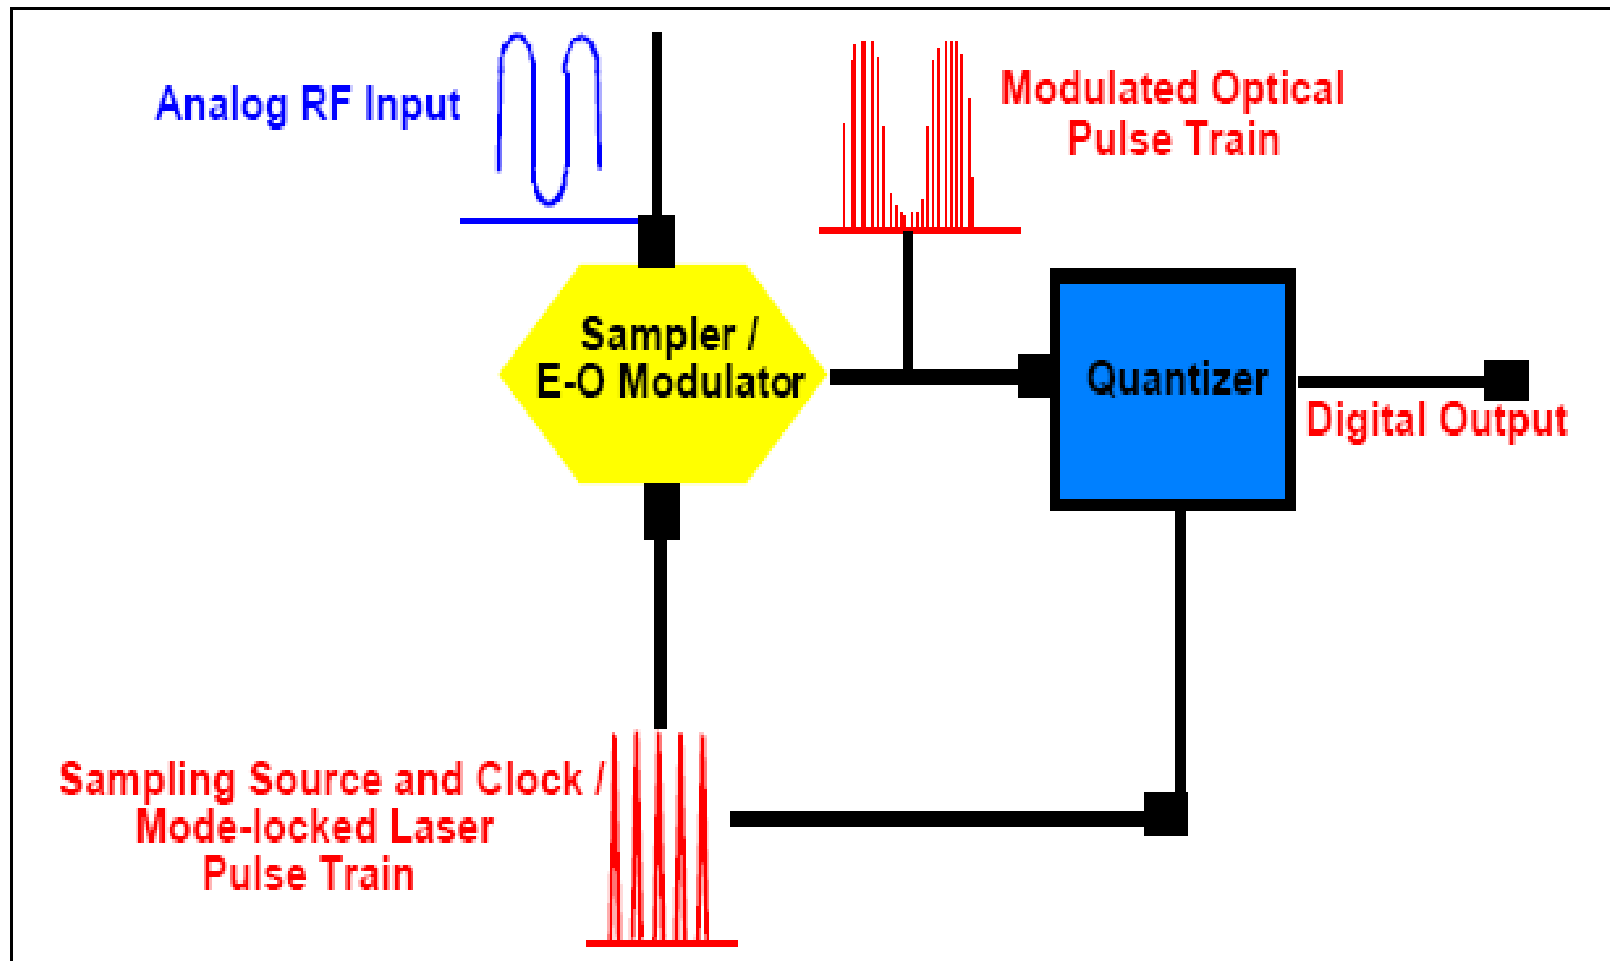 Analog RF Input
Modulated Optical
Pulse Train
Sampler /
E-O Modulator
Quantizer
Digital Output
Sampling Source and Clock /
Mode-locked Laser
Pulse Train